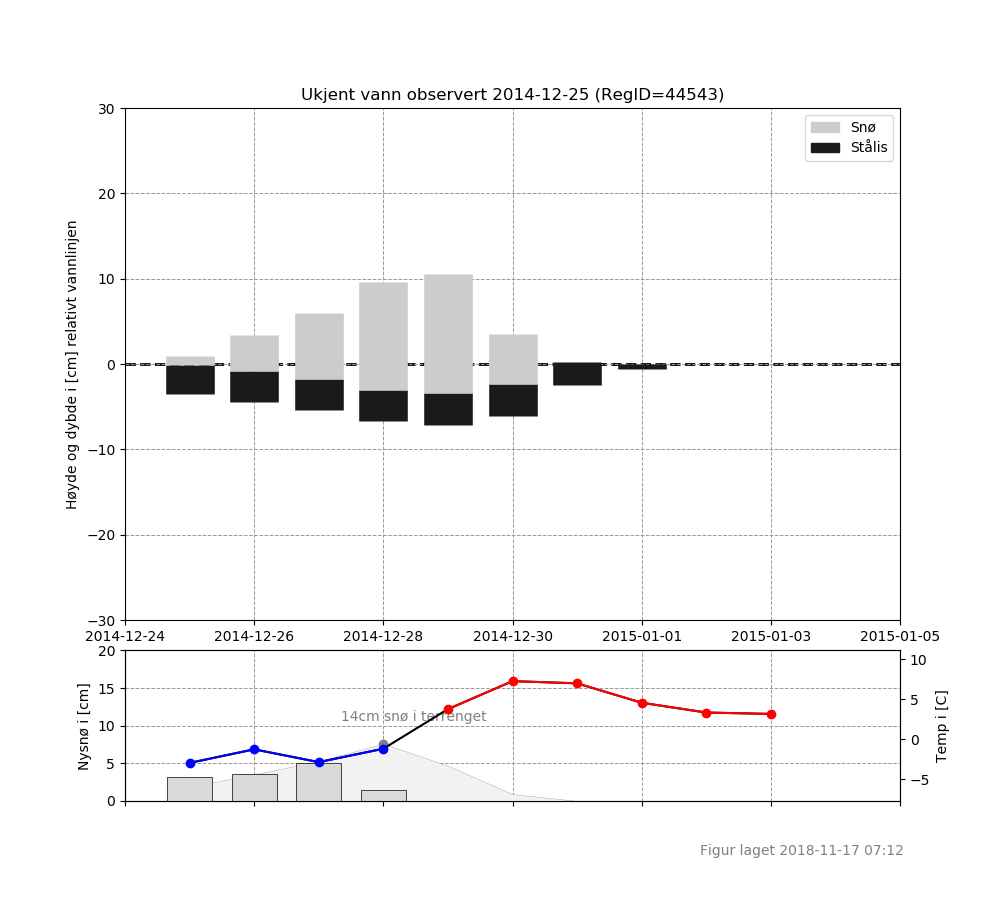 Ukjent vann observert 2014-12-25 (RegID=44543)
Snø
Stålis
Høyde og dybde i [cm] relativt vannlinjen
30
20
10
0
−10
−20
−30
2014-12-24 2014-12-26 2014-12-28 2014-12-30 2015-01-01 2015-01-03 2015-01-05
Nysnø i [cm]
20
15
10
5
0
14cm snø i terrenget
10
5
0
−5
Temp i [C]
Figur laget 2018-11-17 07:12